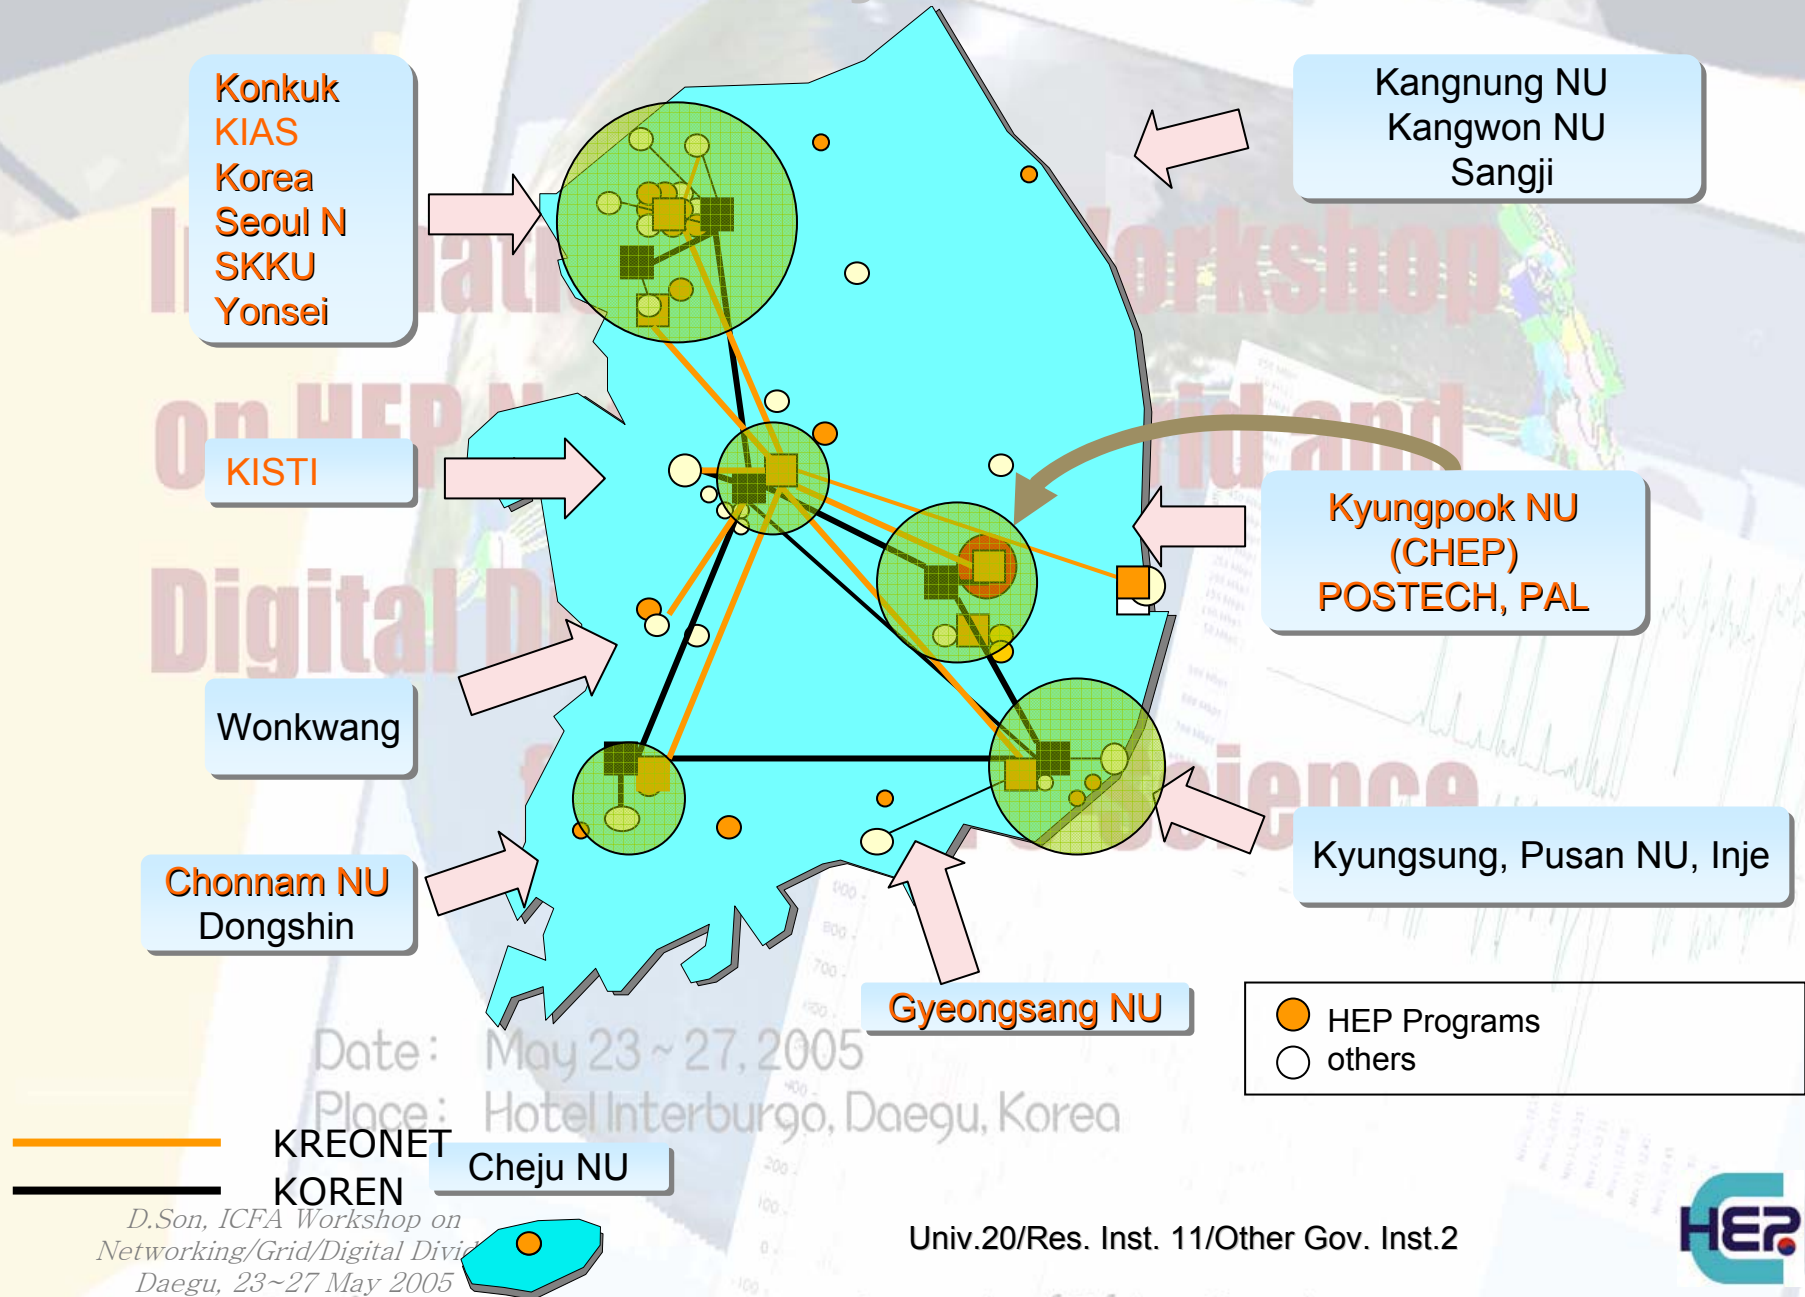 Konkuk
KIAS
Korea
Seoul N
SKKU
Yonsei
Kangnung NU
Kangwon NU
Sangji
KISTI
Kyungpook NU
(CHEP)
POSTECH, PAL
Wonkwang
Chonnam NU
Dongshin
Kyungsung, Pusan NU, Inje
Gyeongsang NU
HEP Programs
others
on HEP
Digital
Date: May 23~27, 2005
Place: Hotel Interburgo, Daegu, Korea
KREONET
KOREN
Cheju NU
D.Son, ICFA Workshop on
Networking/Grid/Digital
Daegu, 23~27 May 2005
Univ.20/Res. Inst. 11/Other Gov. Inst.2
HEP